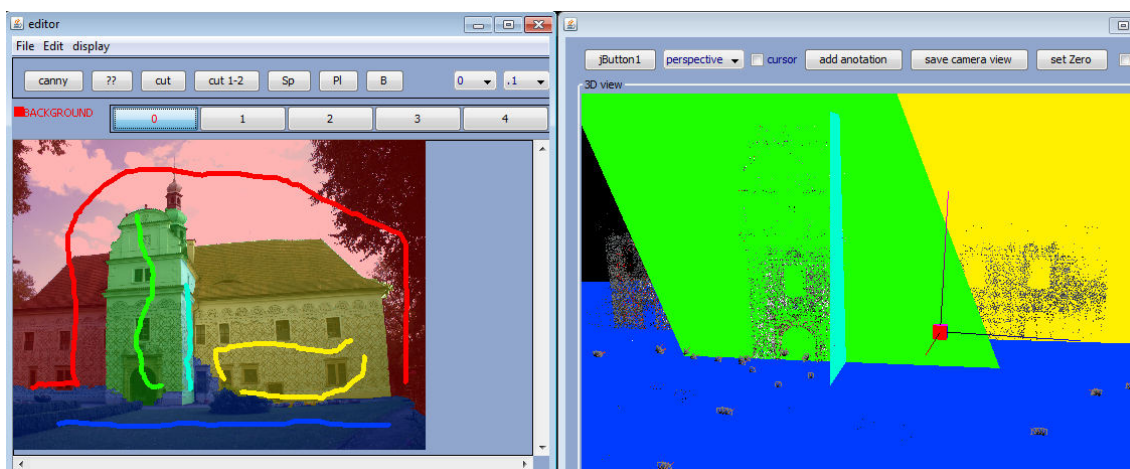 editor
File Edit display
canny ?? cut cut 1-2 Sp Pl B 0 .1
BACKGROUND 0 1 2 3 4
jButton1 perspective cursor add anotation save camera view set Zero
3D view